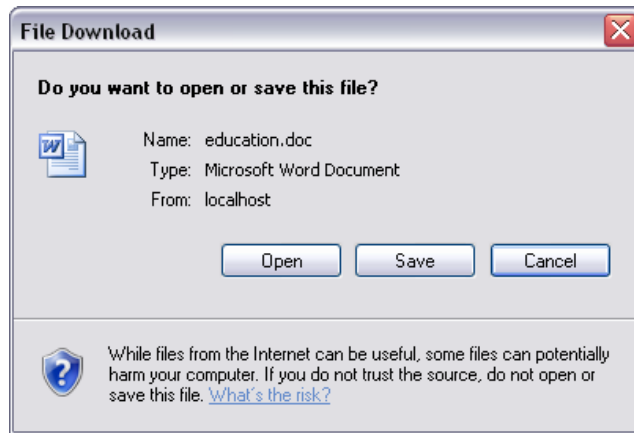 File Download
Do you want to open or save this file?
Name: education.doc
Type: Microsoft Word Document
From: localhost
Open Save Cancel
While files from the Internet can be useful, some files can potentially
harm your computer. If you do not trust the source, do not open or
save this file. What's the risk?